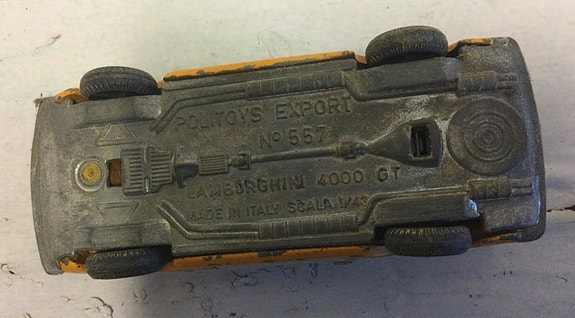 POLITOYS EXPORT
No 557
LAMBORGHINI 4000 GT
MADE IN ITALY SCALA 1/43